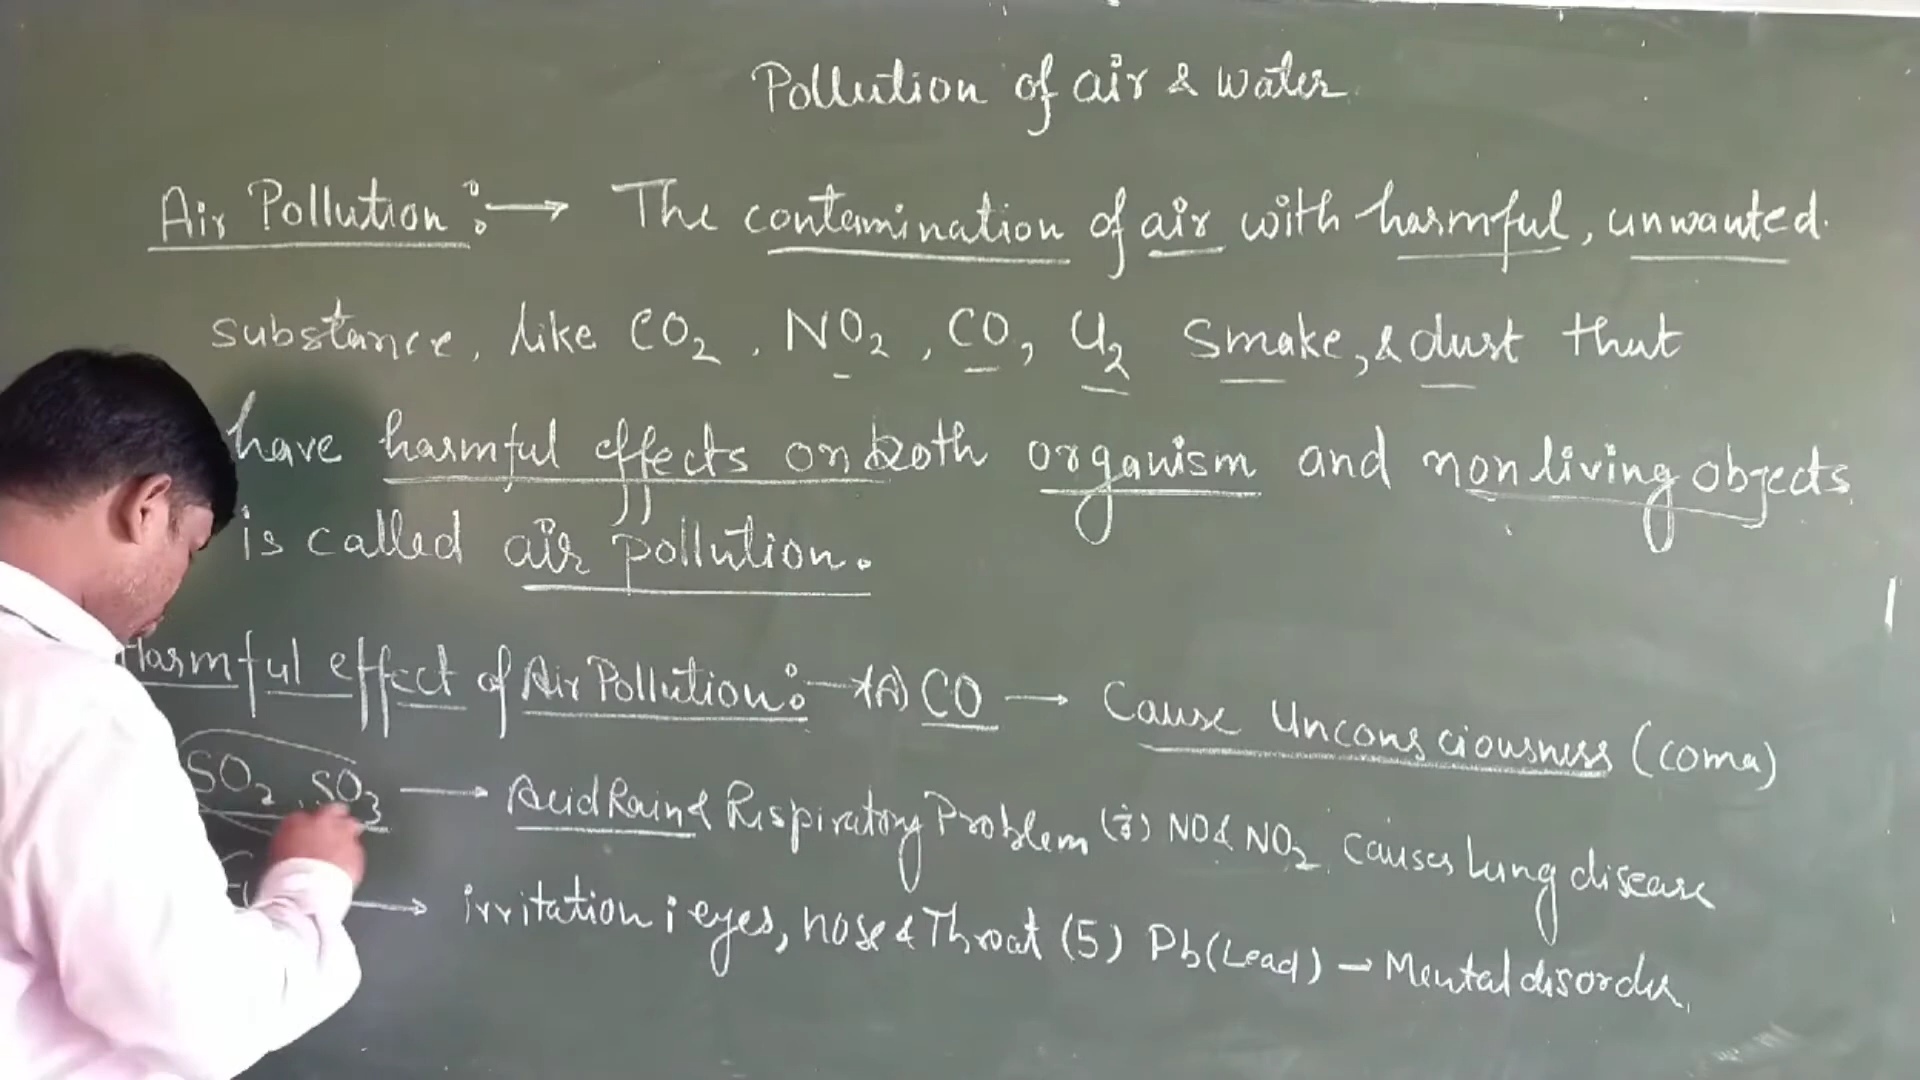 Pollution of air & water
Air Pollution :→ The contamination of air with harmful, unwanted.
substance, like CO2, NO2, CO, U2 Smake, & dust that
have harmful effects on both organism and non living objects
is called air pollution.
Harmful effect of Air Pollution :→ (A) CO → Cause Unconsciousness (coma)
SO2, SO3 → Acid Rain & Respiratory Problem NO & NO2 causes Lung disease
→ irritation i eyes, nose & Throat (5) Pb (Lead) → Mental disorder,